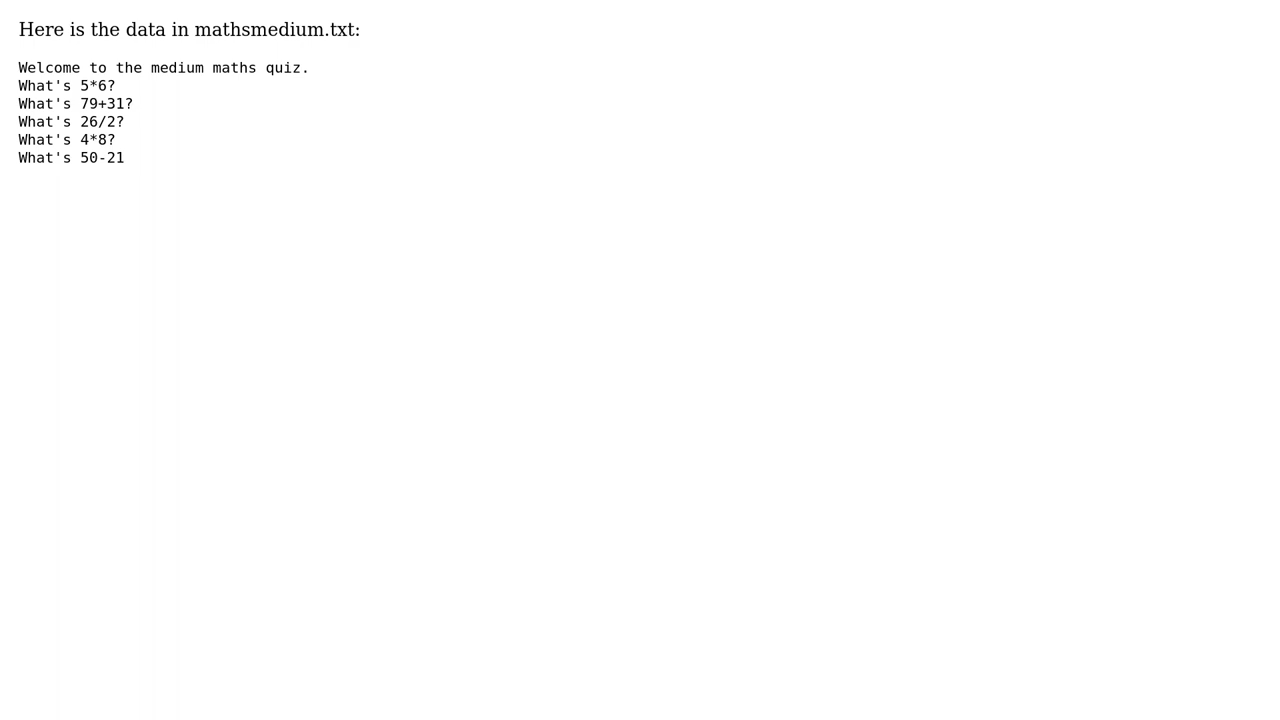 Here is the data in mathsmedium.txt:
Welcome to the medium maths quiz.
What's 5*6?
What's 79+31?
What's 26/2?
What's 4*8?
What's 50-21